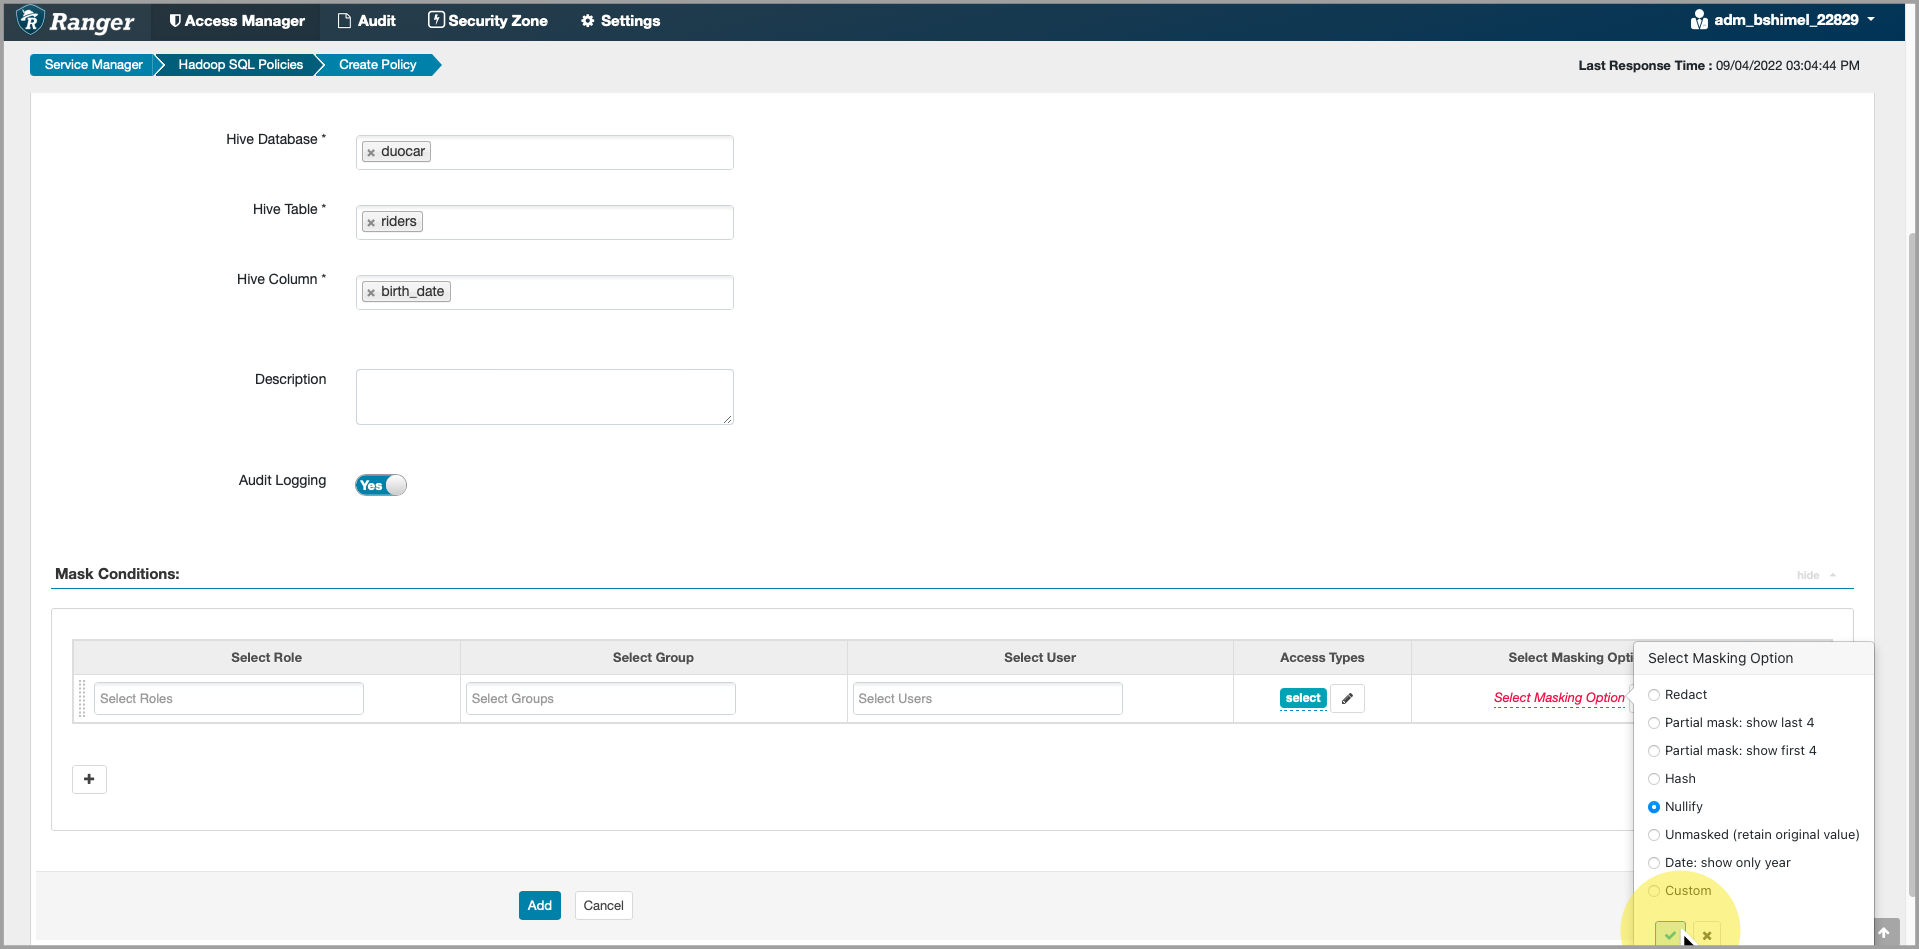 Ranger Access Manager Audit Security Zone Settings adm_bshimel_22829
Service Manager Hadoop SQL Policies Create Policy Last Response Time : 09/04/2022 03:04:44 PM
Hive Database * × duocar
Hive Table * × riders
Hive Column * × birth_date
Description
Audit Logging Yes
Mask Conditions: hide
Select Role Select Group Select User Access Types Select Masking Opti
Select Roles Select Groups Select Users select Select Masking Option
+
Add Cancel
Select Masking Option
Redact
Partial mask: show last 4
Partial mask: show first 4
Hash
Nullify
Unmasked (retain original value)
Date: show only year
Custom